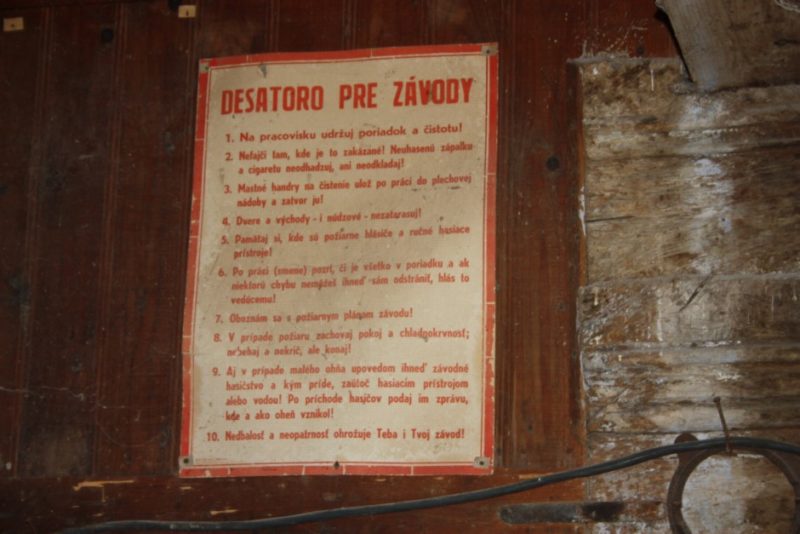 DESATORO PRE ZÁVODY
1. Na pracovisku udržuj poriadok a čistotu!
2. Nefajči tam, kde je to zakázané! Neuhasenú zápalku
a cigaretu neodhadzuj, ani neodkladaj!
3. Mastné handry na čistenie ulož po práci do plechovej
nádoby a zatvor ju!
4. Dvere a východy - i núdzové - nezatarasuj!
5. Pamätaj si, kde sú požiarne hlásiče a ručné hasiace
prístroje!
6. Po práci (smene) pozri, či je všetko v poriadku a ak
niektorú chybu nemôžeš ihneď sám odstrániť, hlás to
vedúcemu!
7. Oboznám sa s požiarnym plánom závodu!
8. V prípade požiaru zachovaj pokoj a chladnokrvnosť;
nebehaj a nekrič, ale konaj!
9. Aj v prípade malého ohňa upovedom ihneď závodné
hasičstvo a kým príde, zaútoč hasiacim prístrojom
alebo vodou! Po príchode hasičov podaj im zprávu,
kde a ako oheň vznikol!
10. Nedbalosť a neopatrnosť ohrožuje Teba i Tvoj závod!